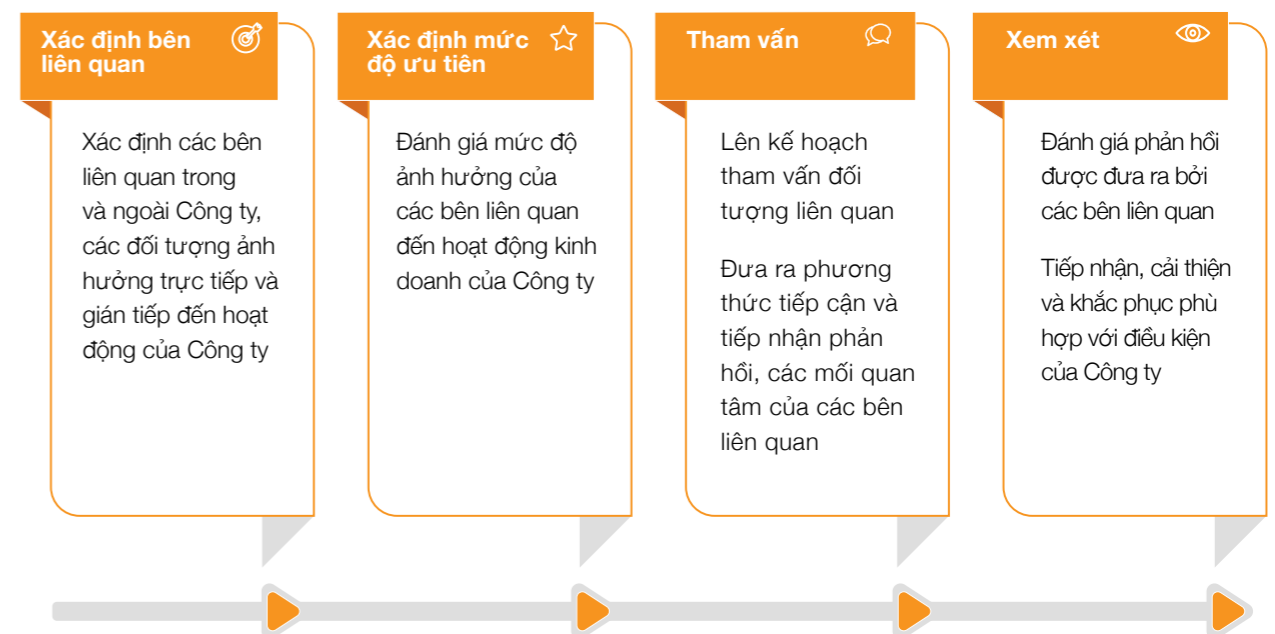 Xác định bên
liên quan
Xác định các bên
liên quan trong
và ngoài Công ty,
các đối tượng ảnh
hưởng trực tiếp và
gián tiếp đến hoạt
động của Công ty
Xác định mức
độ ưu tiên
Đánh giá mức độ
ảnh hưởng của
các bên liên quan
đến hoạt động kinh
doanh của Công ty
Tham vấn
Lên kế hoạch
tham vấn đối
tượng liên quan
Đưa ra phương
thức tiếp cận và
tiếp nhận phản
hồi, các mối quan
tâm của các bên
liên quan
Xem xét
Đánh giá phản hồi
được đưa ra bởi
các bên liên quan
Tiếp nhận, cải thiện
và khắc phục phù
hợp với điều kiện
của Công ty